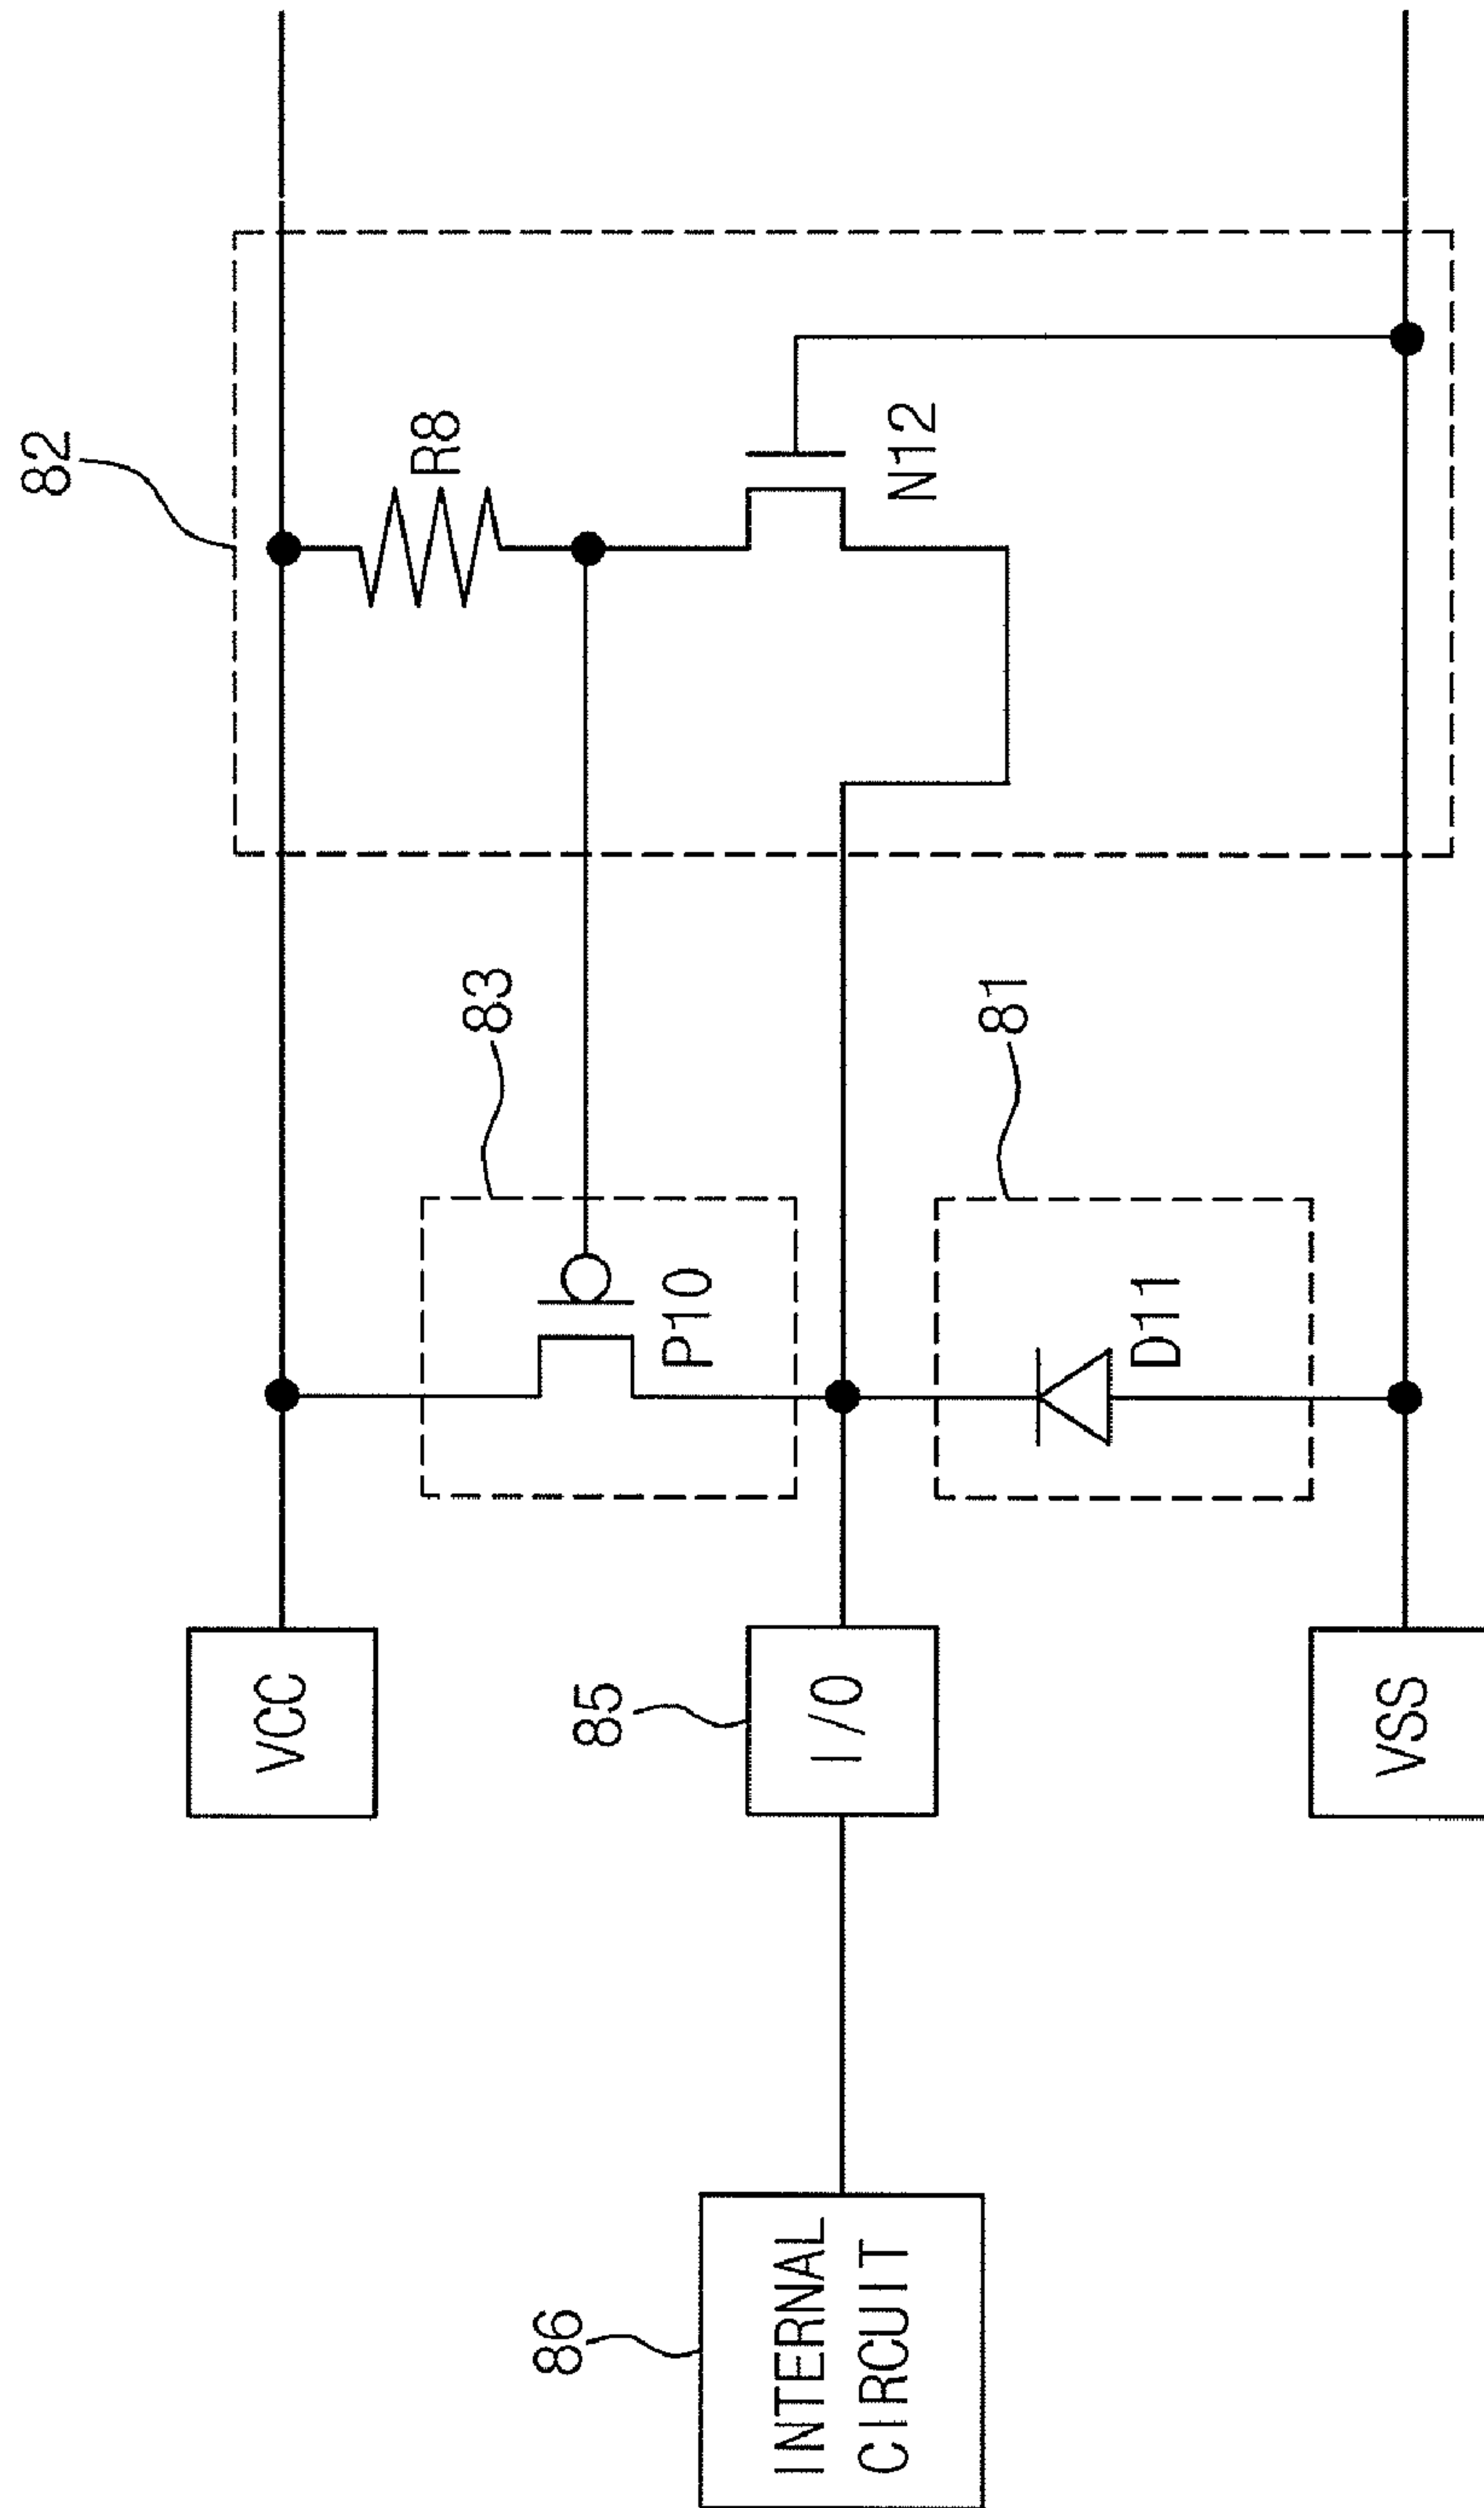 82
R8
N12
83
P10
81
D11
VCC
85
I/O
VSS
86
INTERNAL
CIRCUIT